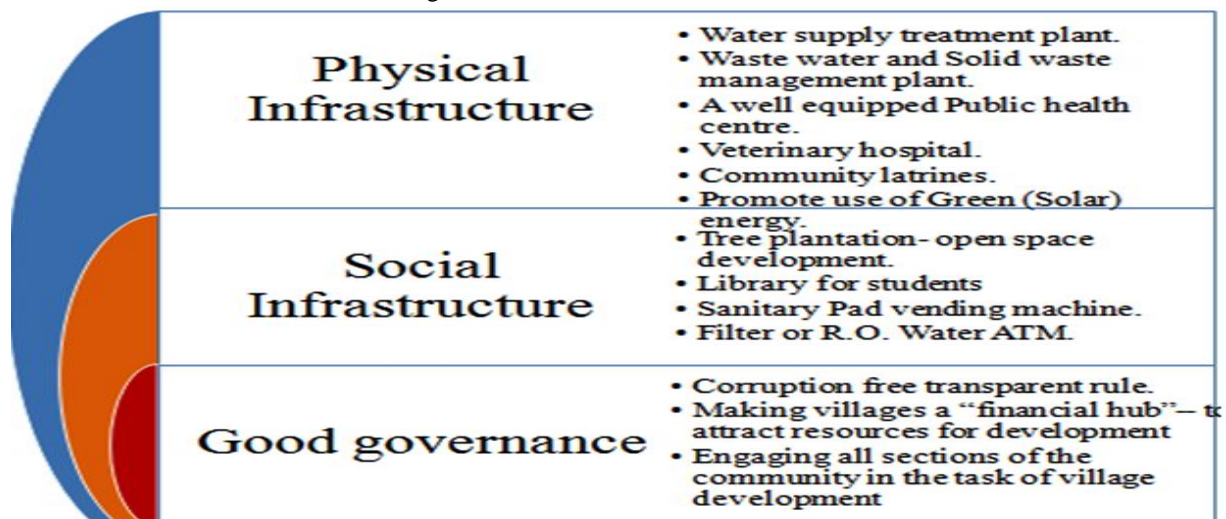 Physical
Infrastructure
• Water supply treatment plant.
• Waste water and Solid waste
management plant.
• A well equipped Public health
centre.
• Veterinary hospital.
• Community latrines.
• Promote use of Green (Solar)
energy.
Social
Infrastructure
• Tree plantation- open space
development.
• Library for students
• Sanitary Pad vending machine.
• Filter or R.O. Water ATM.
Good governance
• Corruption free transparent rule.
• Making villages a “financial hub”– to
attract resources for development
• Engaging all sections of the
community in the task of village
development